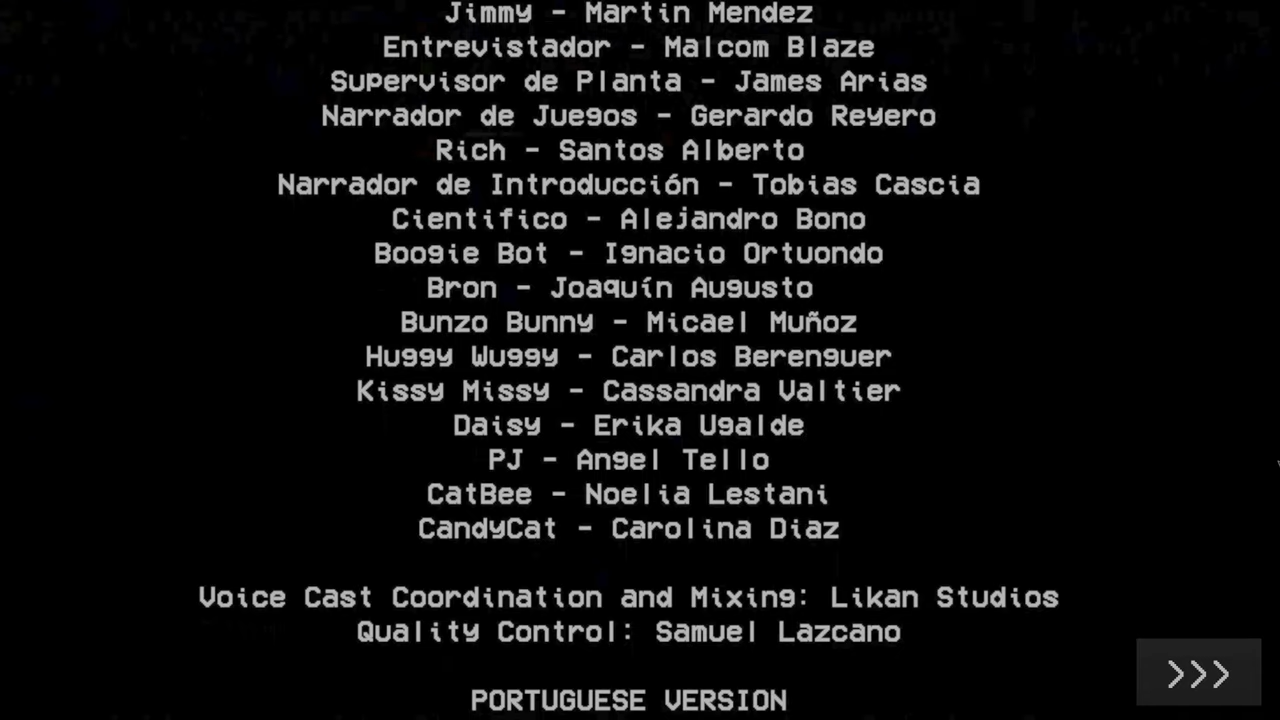 Jimmy - Martin Mendez
Entrevistador - Malcom Blaze
Supervisor de Planta - James Arias
Narrador de Juegos - Gerardo Reyero
Rich - Santos Alberto
Narrador de Introducción - Tobias Cascia
Cientifico - Alejandro Bono
Boogie Bot - Ignacio Ortuondo
Bron - Joaquín Augusto
Bunzo Bunny - Micael Muñoz
Huggy Wuggy - Carlos Berenguer
Kissy Missy - Cassandra Valtier
Daisy - Erika Ugalde
PJ - Angel Tello
CatBee - Noelia Lestani
CandyCat - Carolina Diaz
Voice Cast Coordination and Mixing: Likan Studios
Quality Control: Samuel Lazcano
>>>
PORTUGUESE VERSION